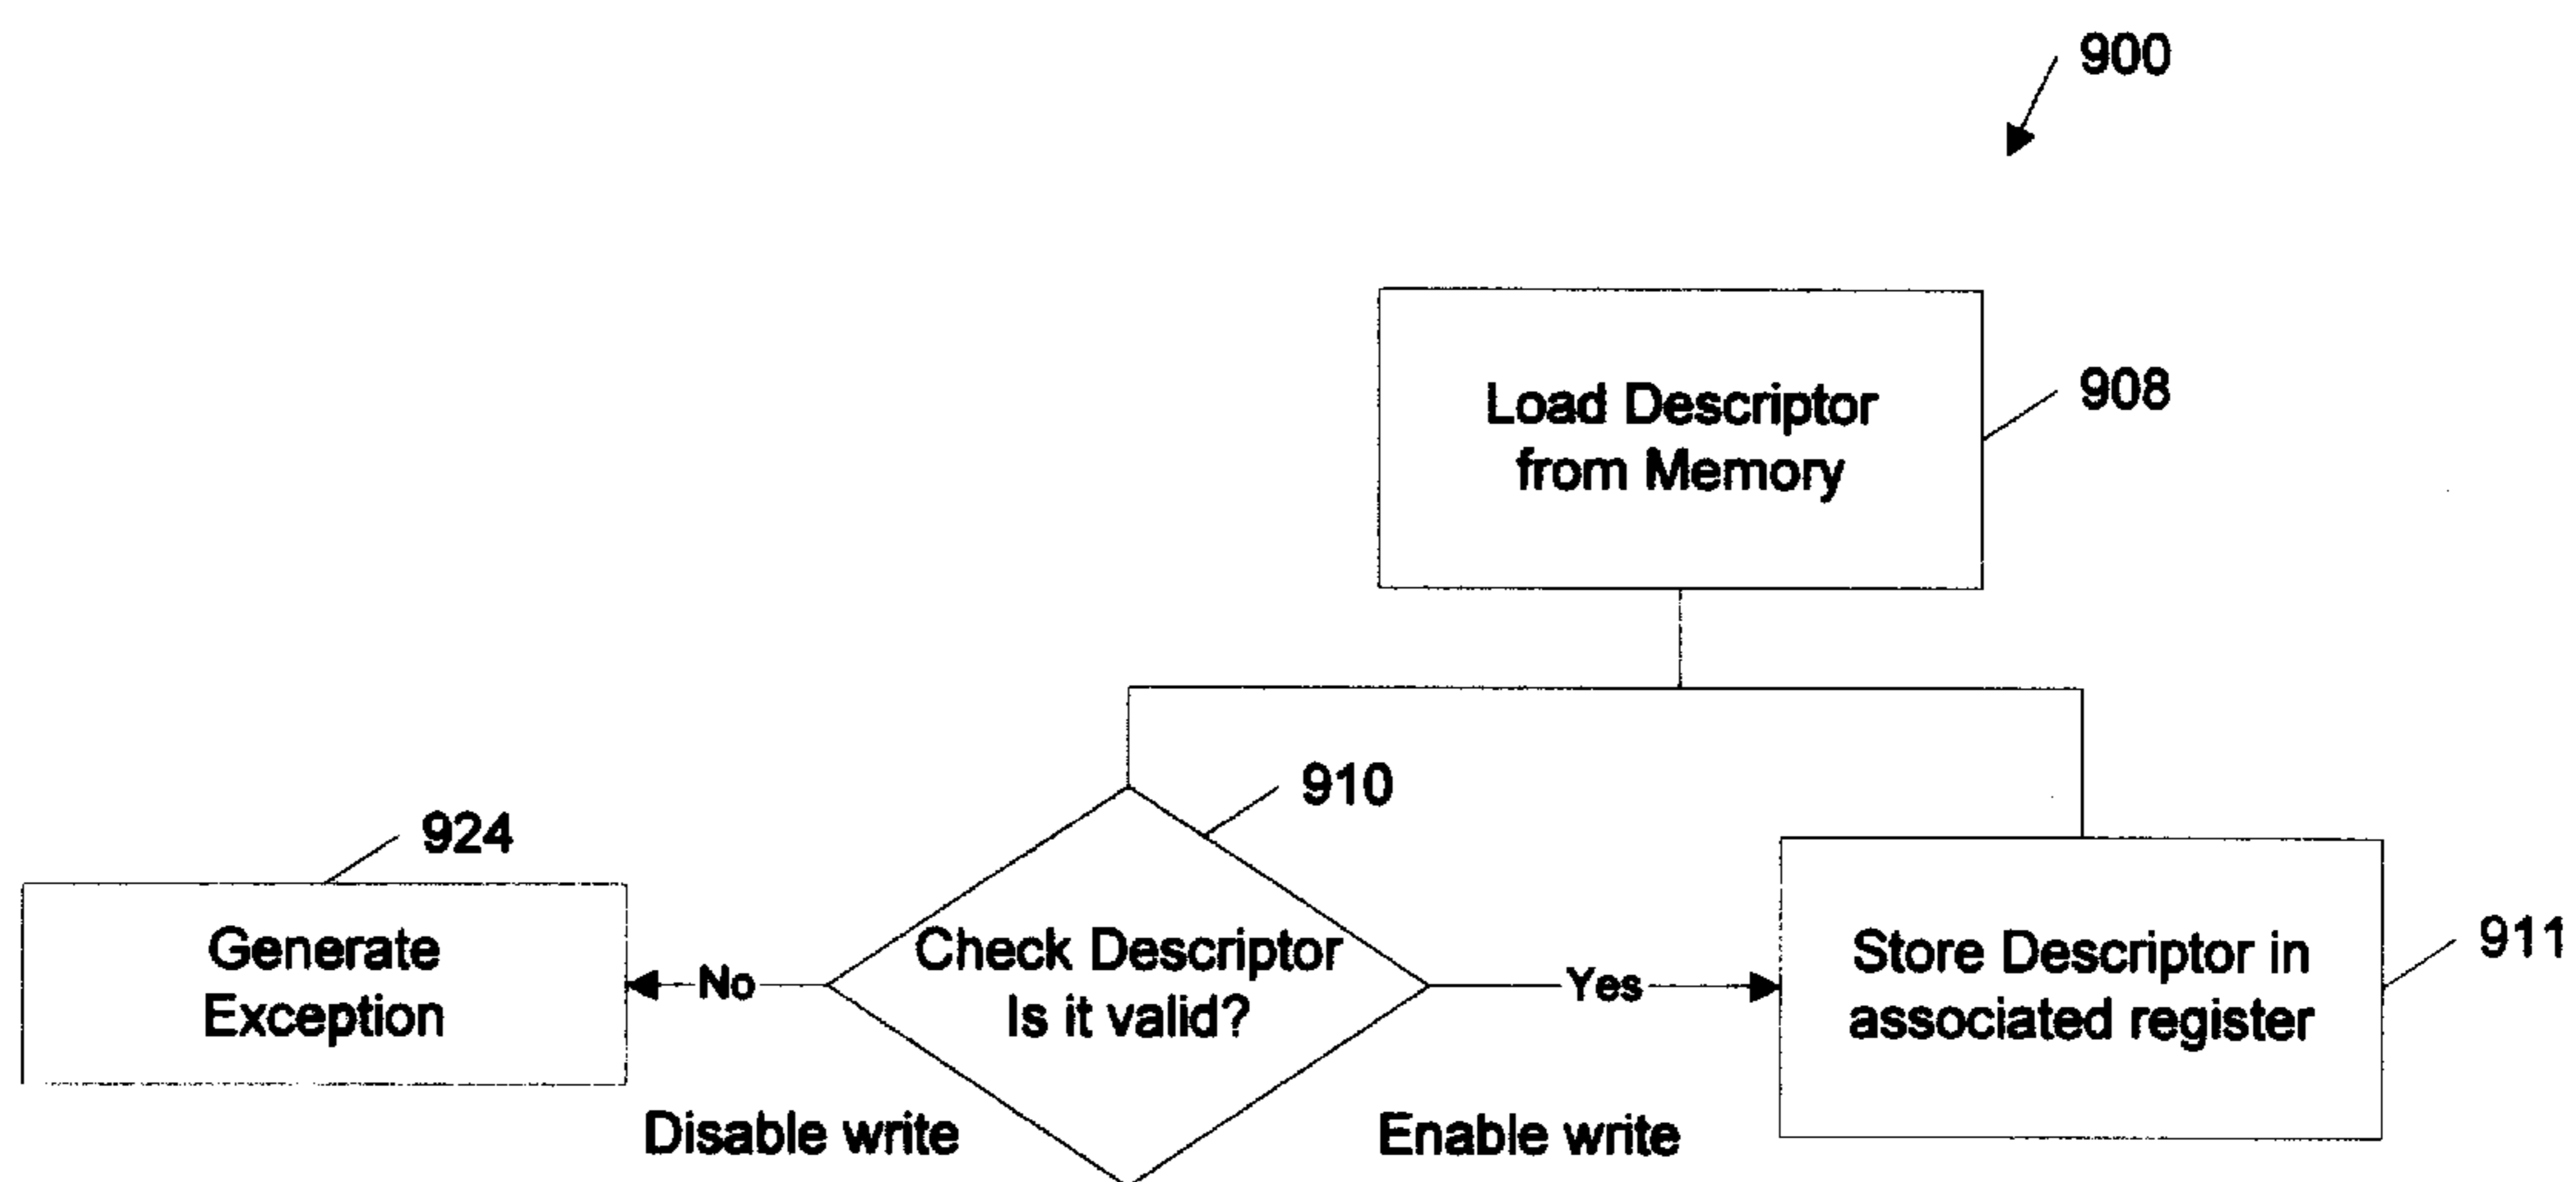 900
Load Descriptor
from Memory
908
910
924
Generate
Exception
No
Check Descriptor
Is it valid?
Yes
Store Descriptor in
associated register
911
Disable write
Enable write